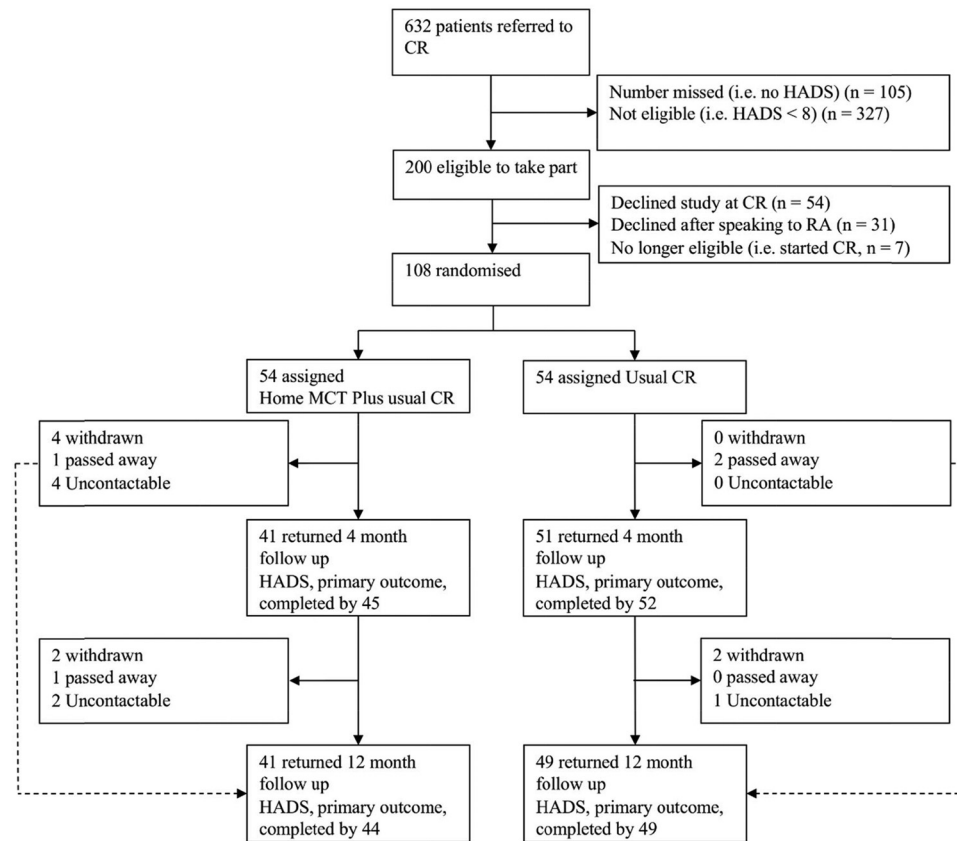 632 patients referred to
CR
Number missed (i.e. no HADS) (n = 105)
Not eligible (i.e. HADS < 8) (n = 327)
200 eligible to take part
Declined study at CR (n = 54)
Declined after speaking to RA (n = 31)
No longer eligible (i.e. started CR, n = 7)
108 randomised
54 assigned
Home MCT Plus usual CR
54 assigned Usual CR
4 withdrawn
1 passed away
4 Uncontactable
0 withdrawn
2 passed away
0 Uncontactable
41 returned 4 month
follow up
HADS, primary outcome,
completed by 45
51 returned 4 month
follow up
HADS, primary outcome,
completed by 52
2 withdrawn
1 passed away
2 Uncontactable
2 withdrawn
0 passed away
1 Uncontactable
41 returned 12 month
follow up
HADS, primary outcome,
completed by 44
49 returned 12 month
follow up
HADS, primary outcome,
completed by 49